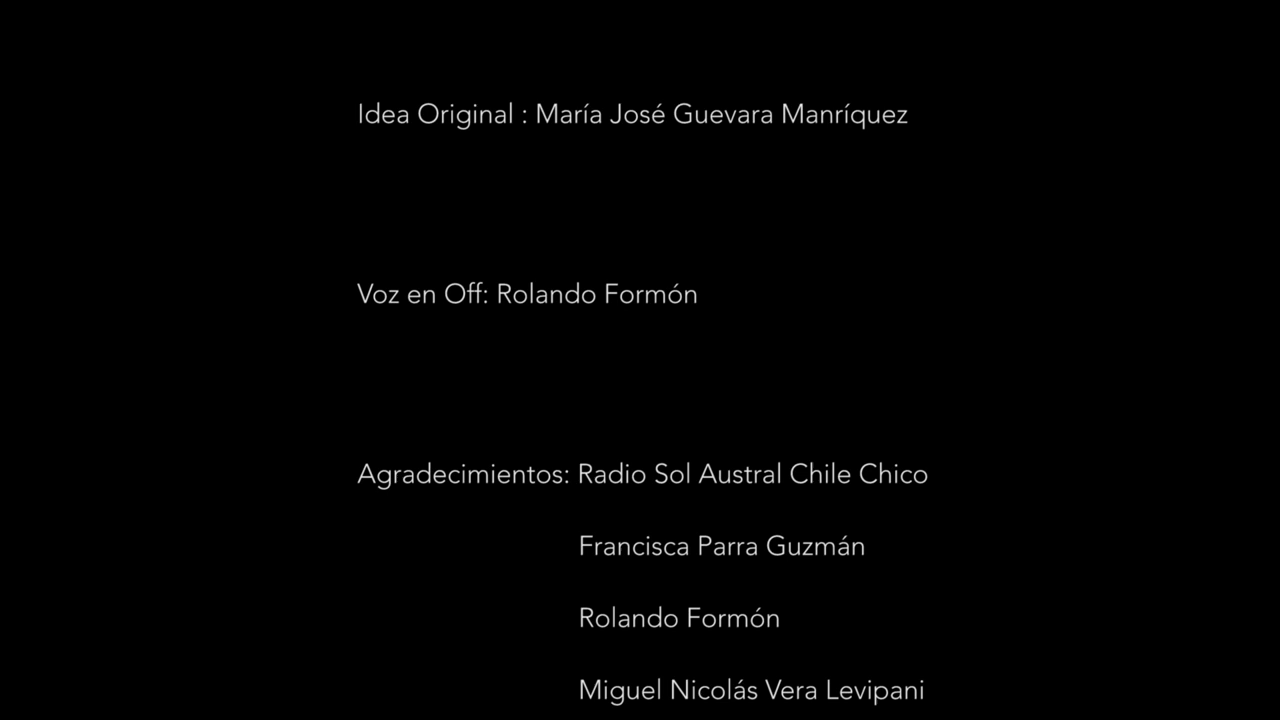 Idea Original : María José Guevara Manríquez
Voz en Off: Rolando Formón
Agradecimientos: Radio Sol Austral Chile Chico
Francisca Parra Guzmán
Rolando Formón
Miguel Nicolás Vera Levipani